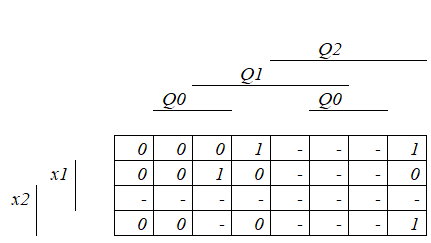 Q2
Q1
Q0 Q0
0 0 0 1 - - - 1
x1 0 0 1 0 - - - 0
x2 - - - - - - - -
0 0 - 0 - - - 1